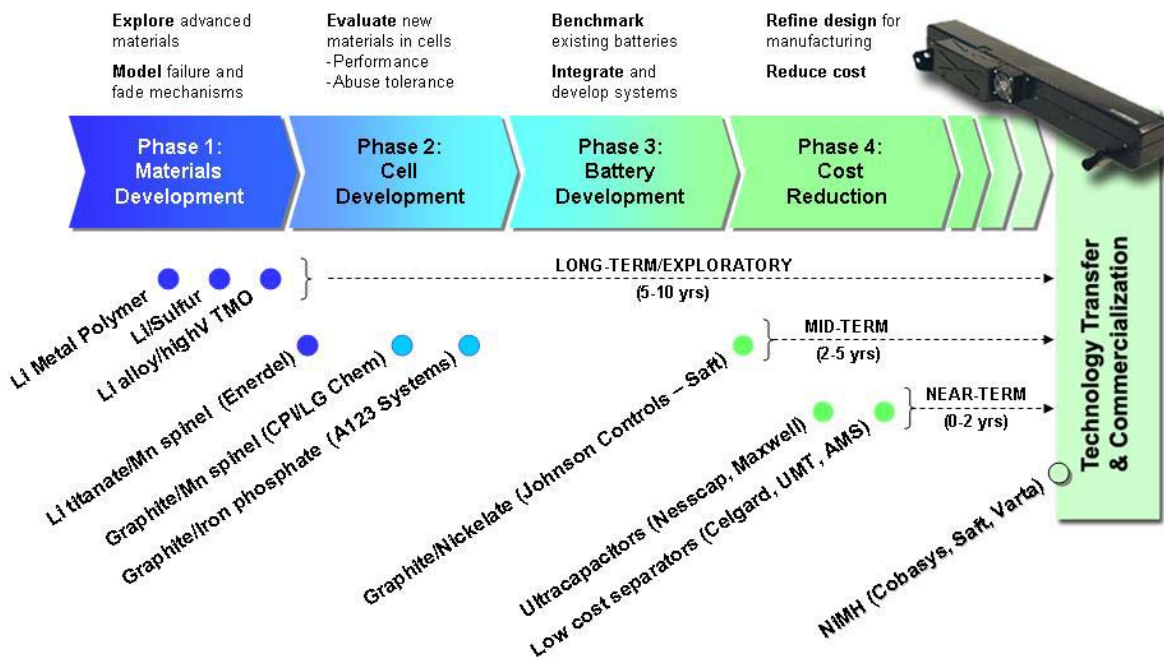 Explore advanced
materials
Model failure and
fade mechanisms
Evaluate new
materials in cells
-Performance
-Abuse tolerance
Benchmark
existing batteries
Integrate and
develop systems
Refine design for
manufacturing
Reduce cost
Phase 1:
Materials
Development
Phase 2:
Cell
Development
Phase 3:
Battery
Development
Phase 4:
Cost
Reduction
LONG-TERM/EXPLORATORY
(5-10 yrs)
Li Metal Polymer
Li/Sulfur
Li alloy/highV TMO
MID-TERM
(2-5 yrs)
Li titanate/Mn spinel (Enerdel)
Graphite/Mn spinel (CPI/LG Chem)
Graphite/Iron phosphate (A123 Systems)
Graphite/Nickelate (Johnson Controls – Saft)
NEAR-TERM
(0-2 yrs)
Ultracapacitors (Nesscap, Maxwell)
Low cost separators (Celgard, UMT, AMS)
NiMH (Cobasys, Saft, Varta)
Technology Transfer
& Commercialization